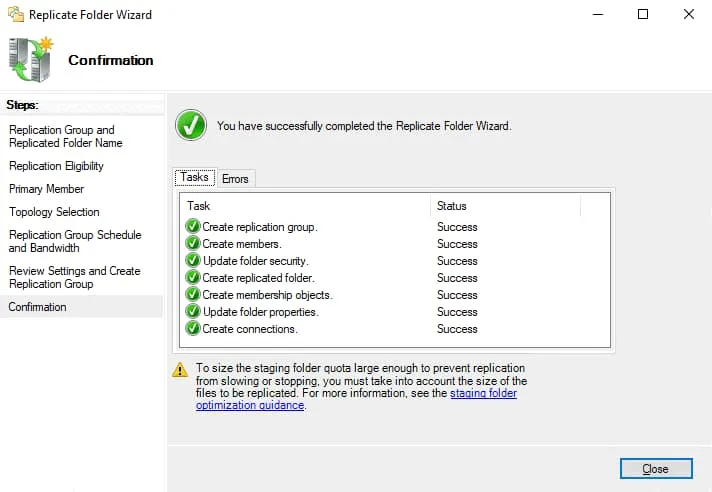 Replicate Folder Wizard
Confirmation
Steps:
Replication Group and
Replicated Folder Name
Replication Eligibility
Primary Member
Topology Selection
Replication Group Schedule
and Bandwidth
Review Settings and Create
Replication Group
Confirmation
You have successfully completed the Replicate Folder Wizard.
Tasks Errors
Task Status
Create replication group. Success
Create members. Success
Update folder security. Success
Create replicated folder. Success
Create membership objects. Success
Update folder properties. Success
Create connections. Success
To size the staging folder quota large enough to prevent replication
from slowing or stopping, you must take into account the size of the
files to be replicated. For more information, see the staging folder
optimization guidance.
Close